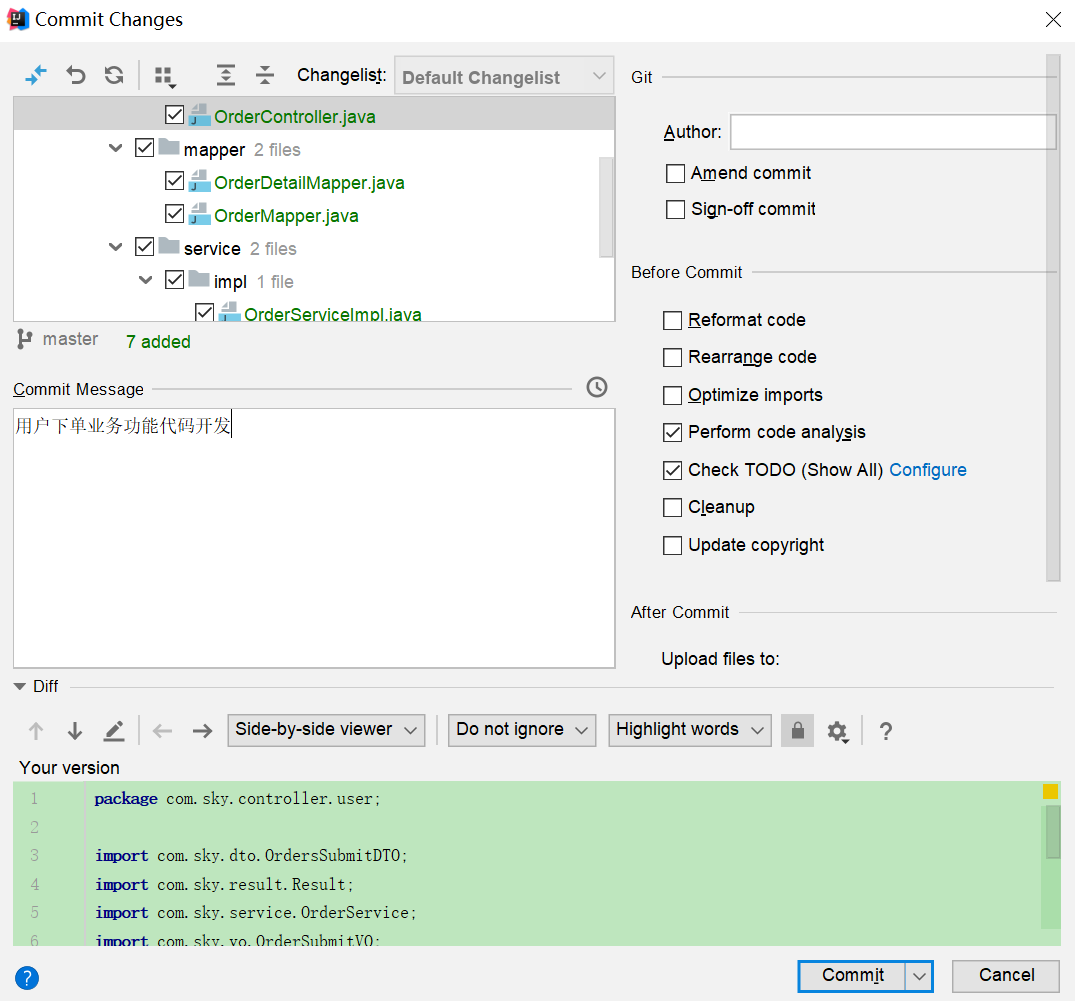 Commit Changes
Changelist: Default Changelist
OrderController.java
mapper 2 files
OrderDetailMapper.java
OrderMapper.java
service 2 files
impl 1 file
OrderServiceImpl.java
master 7 added
Commit Message
用户下单业务功能代码开发
Git
Author:
Amend commit
Sign-off commit
Before Commit
Reformat code
Rearrange code
Optimize imports
Perform code analysis
Check TODO (Show All) Configure
Cleanup
Update copyright
After Commit
Upload files to:
Diff
Side-by-side viewer Do not ignore Highlight words ?
Your version
1 package com.sky.controller.user;
2
3 import com.sky.dto.OrdersSubmitDTO;
4 import com.sky.result.Result;
5 import com.sky.service.OrderService;
6 import com.sky.vo.OrderSubmitVO;
? Commit Cancel